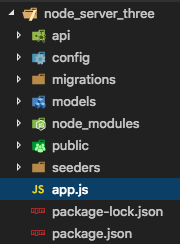 node_server_three
api
config
migrations
models
node_modules
public
seeders
JS app.js
package-lock.json
package.json